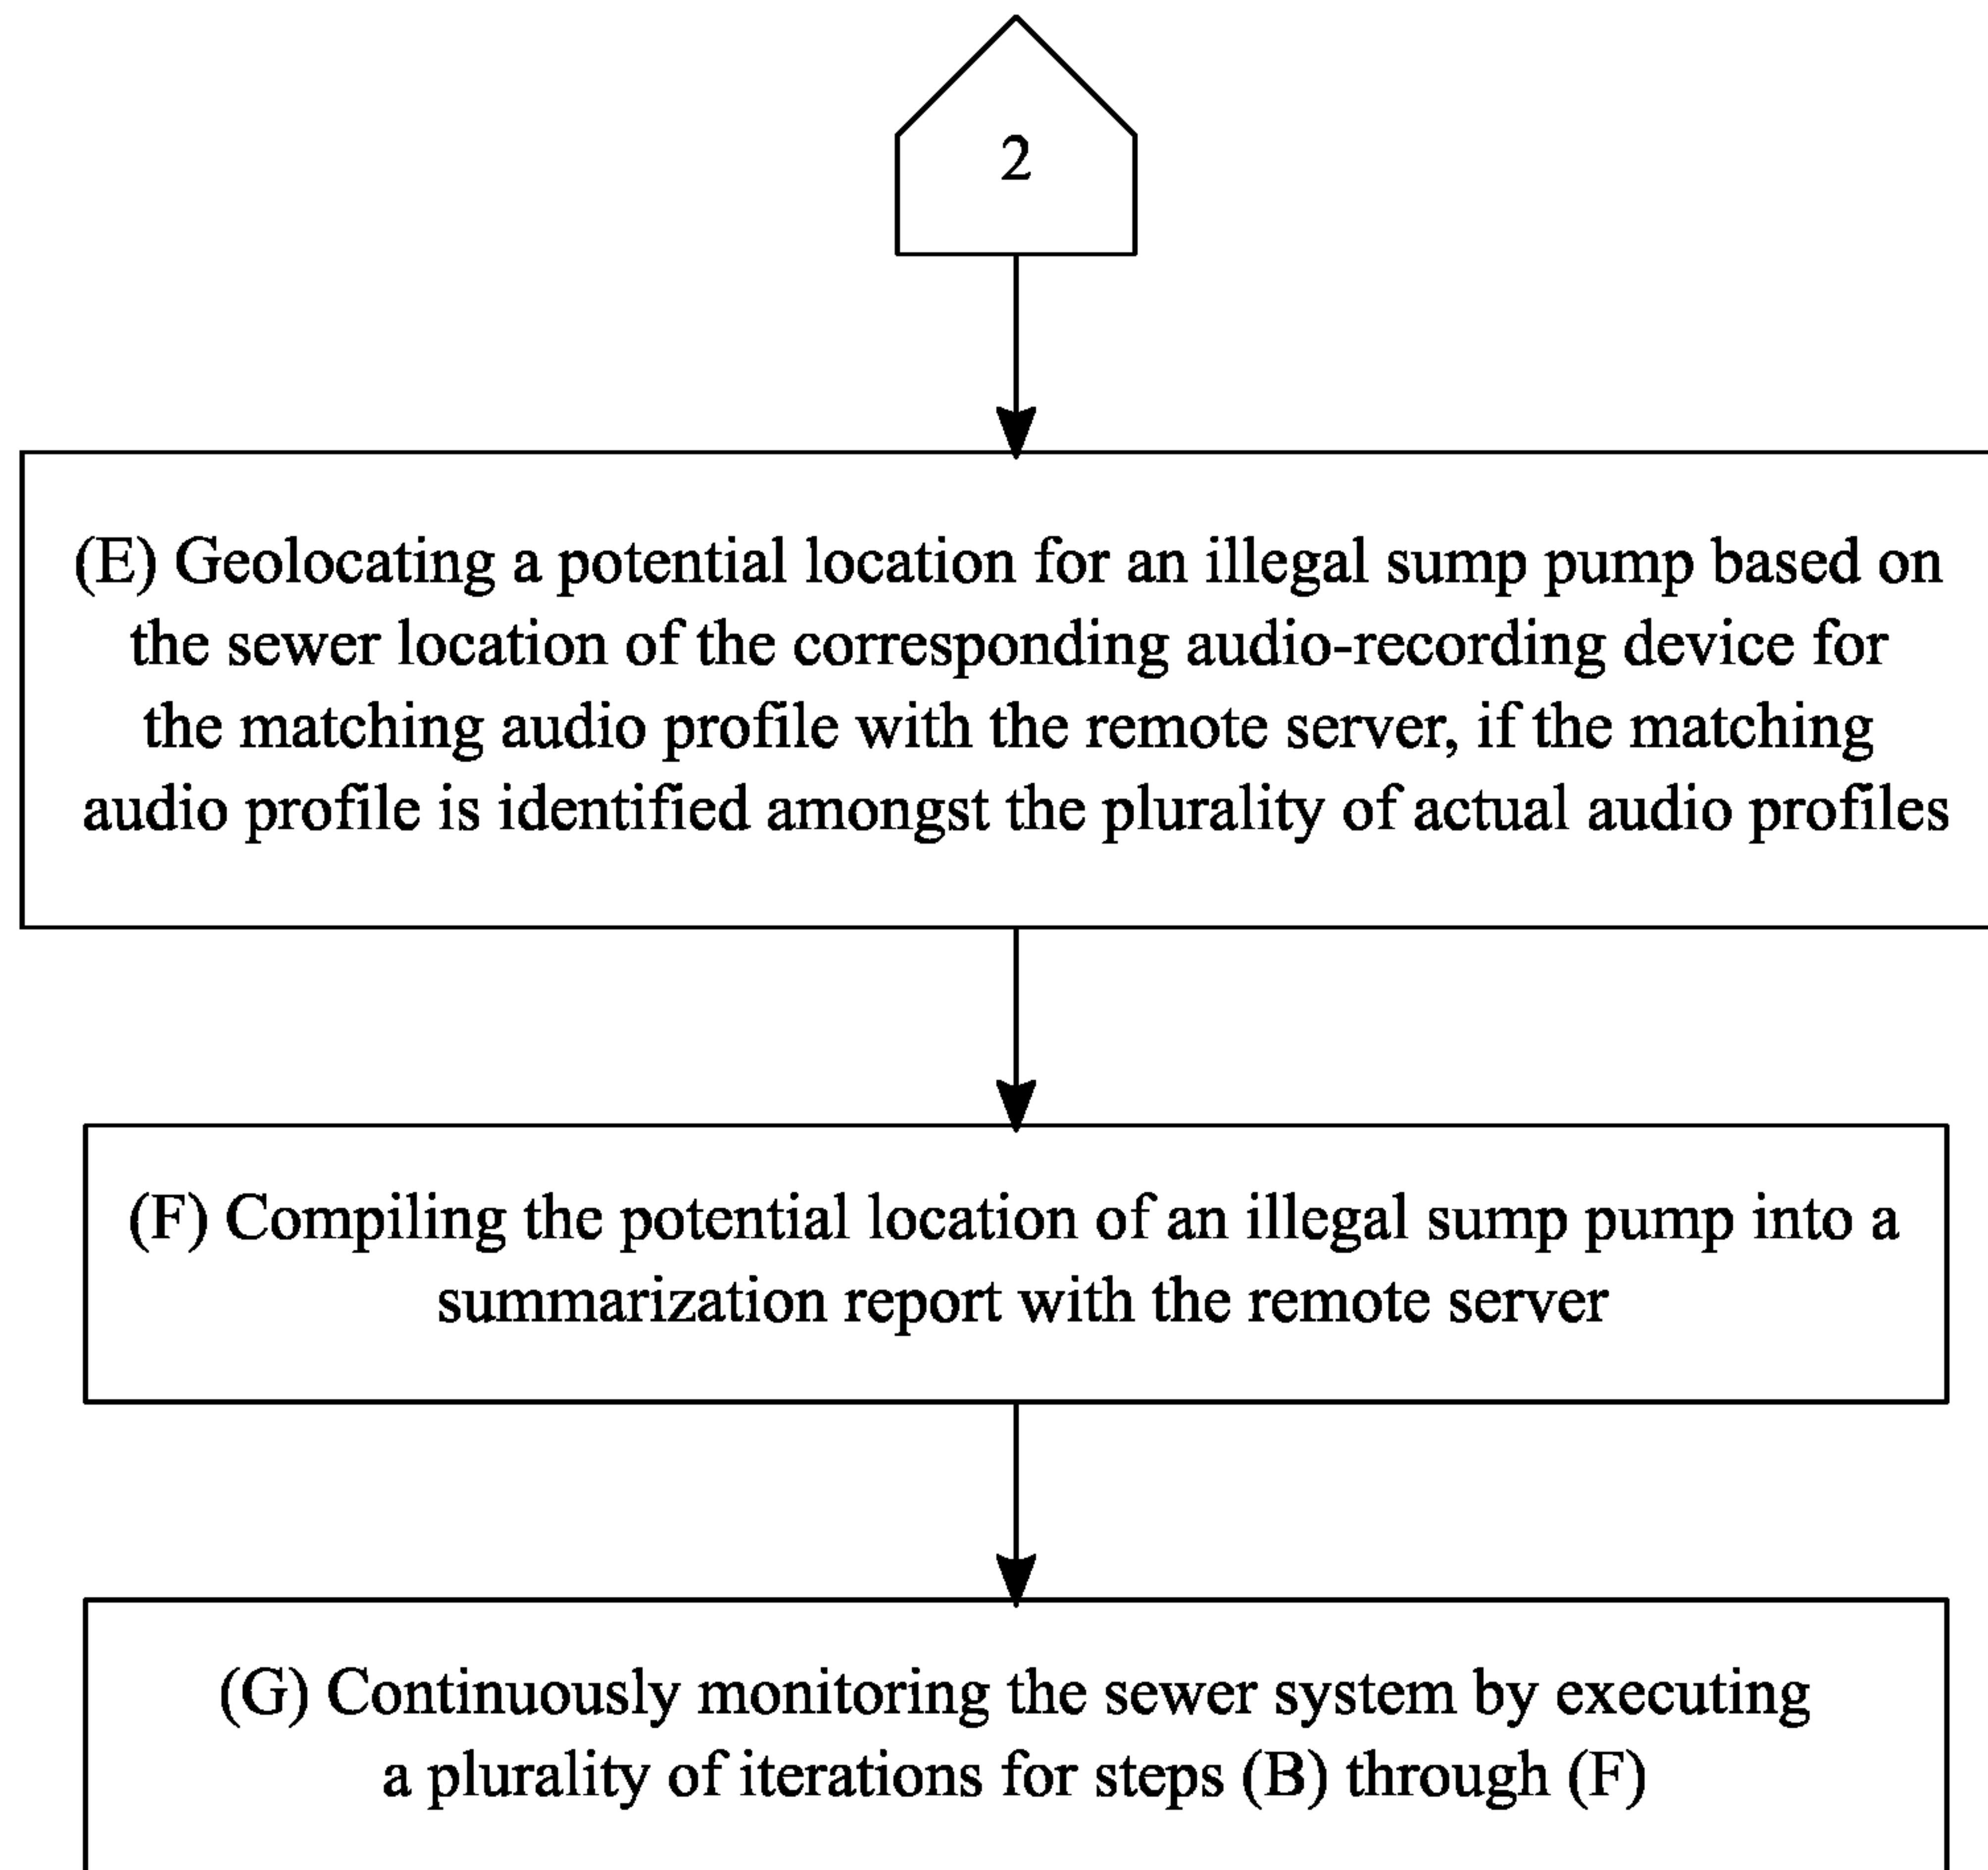 2
(E) Geolocating a potential location for an illegal sump pump based on
the sewer location of the corresponding audio-recording device for
the matching audio profile with the remote server, if the matching
audio profile is identified amongst the plurality of actual audio profiles
(F) Compiling the potential location of an illegal sump pump into a
summarization report with the remote server
(G) Continuously monitoring the sewer system by executing
a plurality of iterations for steps (B) through (F)